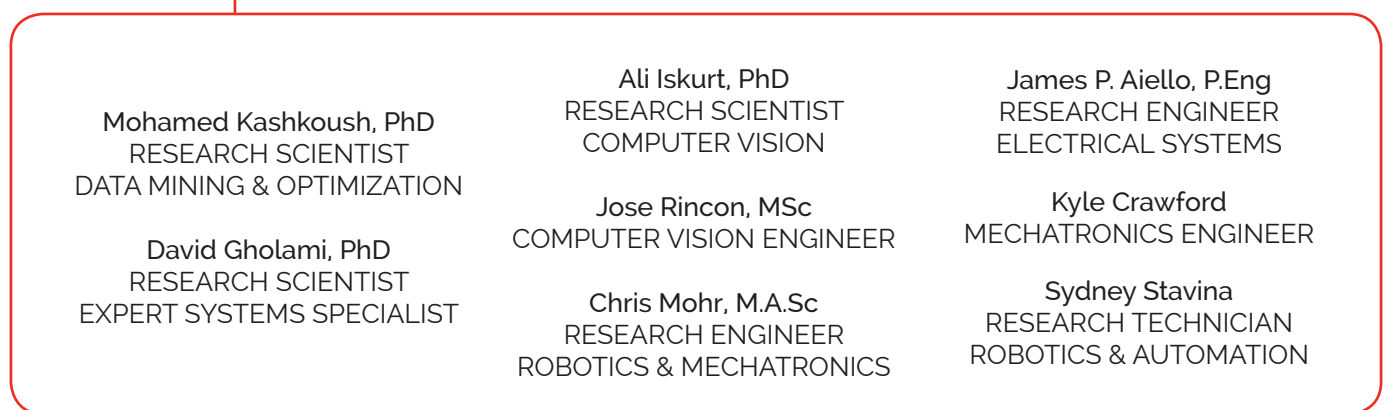 Mohamed Kashkoush, PhD
RESEARCH SCIENTIST
DATA MINING & OPTIMIZATION
David Gholami, PhD
RESEARCH SCIENTIST
EXPERT SYSTEMS SPECIALIST
Ali Iskurt, PhD
RESEARCH SCIENTIST
COMPUTER VISION
Jose Rincon, MSc
COMPUTER VISION ENGINEER
Chris Mohr, M.A.Sc
RESEARCH ENGINEER
ROBOTICS & MECHATRONICS
James P. Aiello, P.Eng
RESEARCH ENGINEER
ELECTRICAL SYSTEMS
Kyle Crawford
MECHATRONICS ENGINEER
Sydney Stavina
RESEARCH TECHNICIAN
ROBOTICS & AUTOMATION